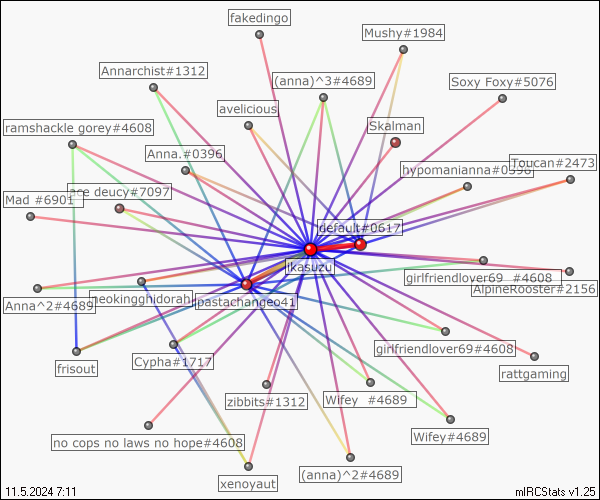 fakedingo
Mushy#1984
Annarchist#1312
(anna)^3#4689
Soxy Foxy#5076
avelicious
Skalman
ramshackle gorey#4608
Anna.#0396
Toucan#2473
hypomanianna#0396
ace deucy#7097
Mad #6901
default#0617
ikasuzu
girlfriendlover69 #4608
AlpineRooster#2156
neokingghidorah
pastachangeo41
Anna^2#4689
girlfriendlover69#4608
Cypha#1717
frisout
rattgaming
zibbits#1312
Wifey #4689
no cops no laws no hope#4608
Wifey#4689
(anna)^2#4689
xenoyaut
11.5.2024 7:11
mIRCStats v1.25